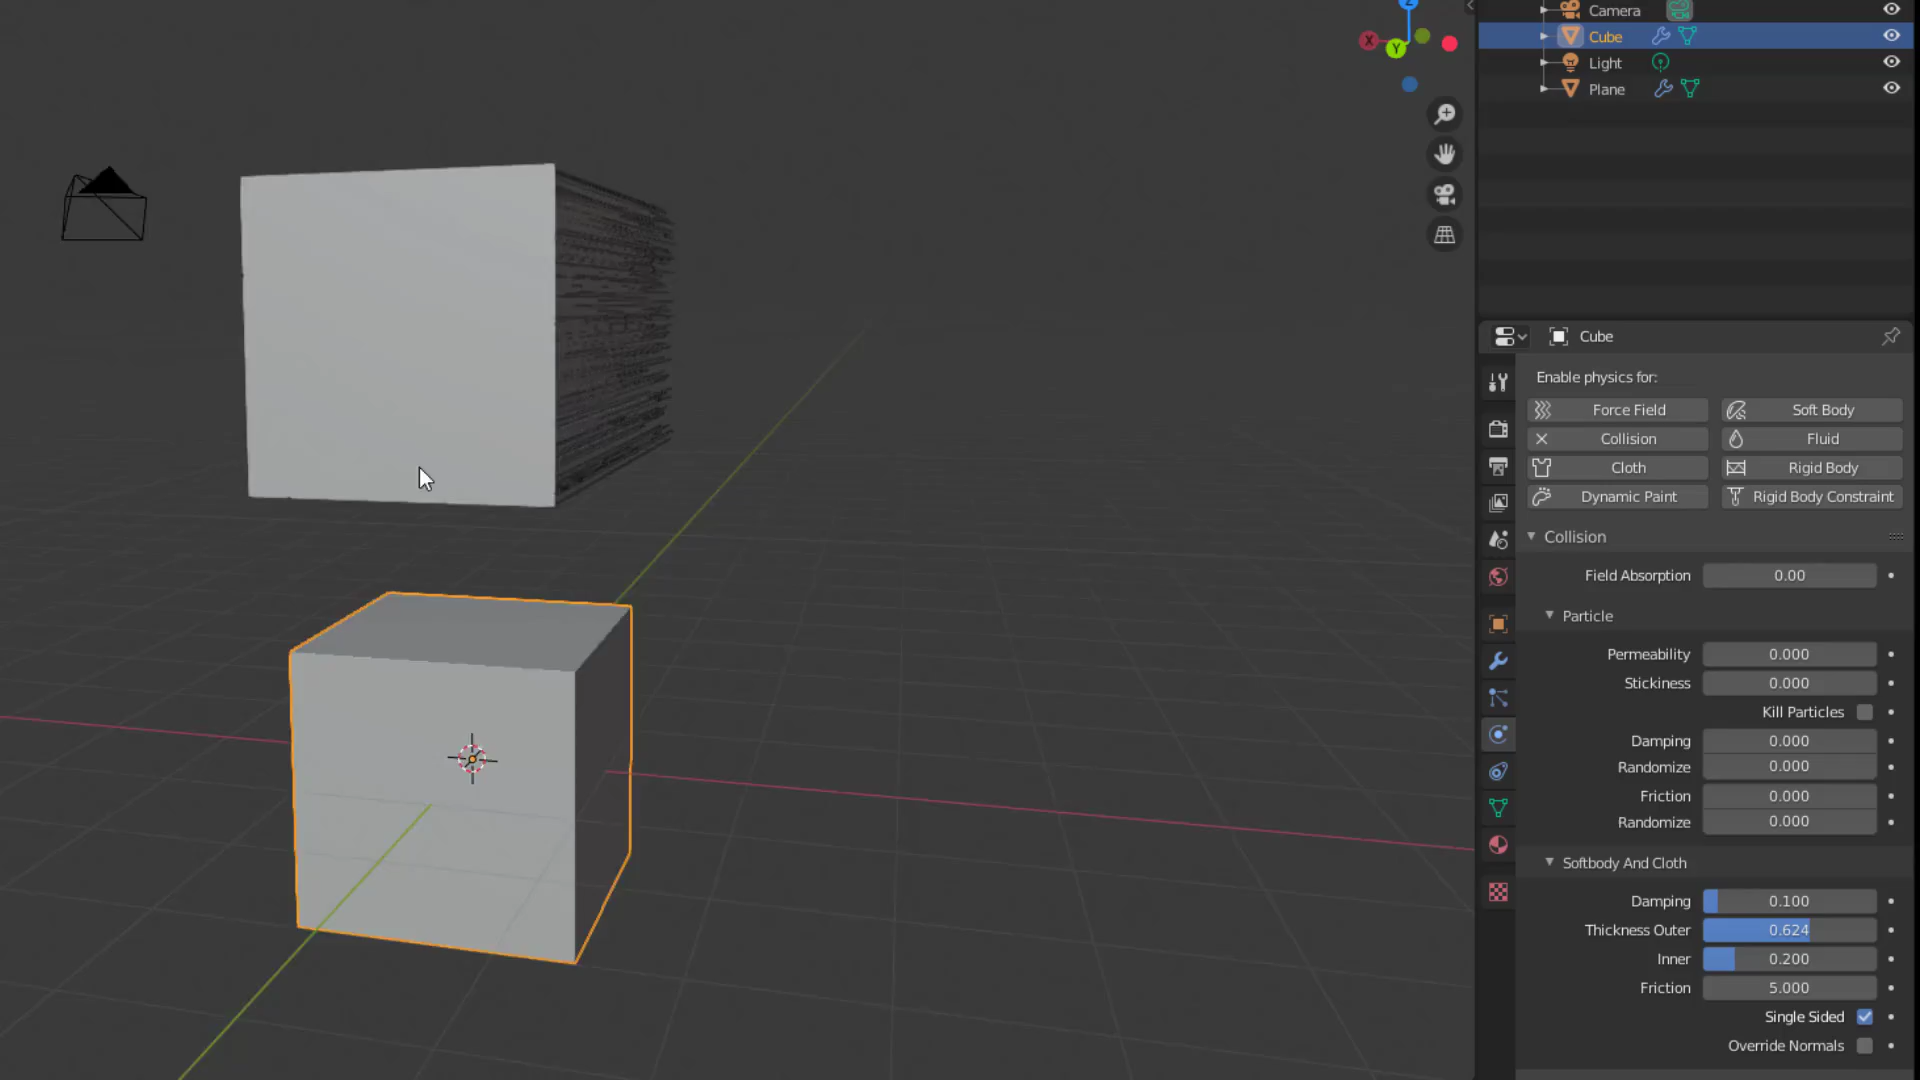 Z
X
Y
Camera
Cube
Light
Plane
Cube
Enable physics for:
Force Field
Soft Body
Collision
Fluid
Cloth
Rigid Body
Dynamic Paint
Rigid Body Constraint
Collision
Field Absorption 0.00
Particle
Permeability 0.000
Stickiness 0.000
Kill Particles
Damping 0.000
Randomize 0.000
Friction 0.000
Randomize 0.000
Softbody And Cloth
Damping 0.100
Thickness Outer 0.624
Inner 0.200
Friction 5.000
Single Sided
Override Normals